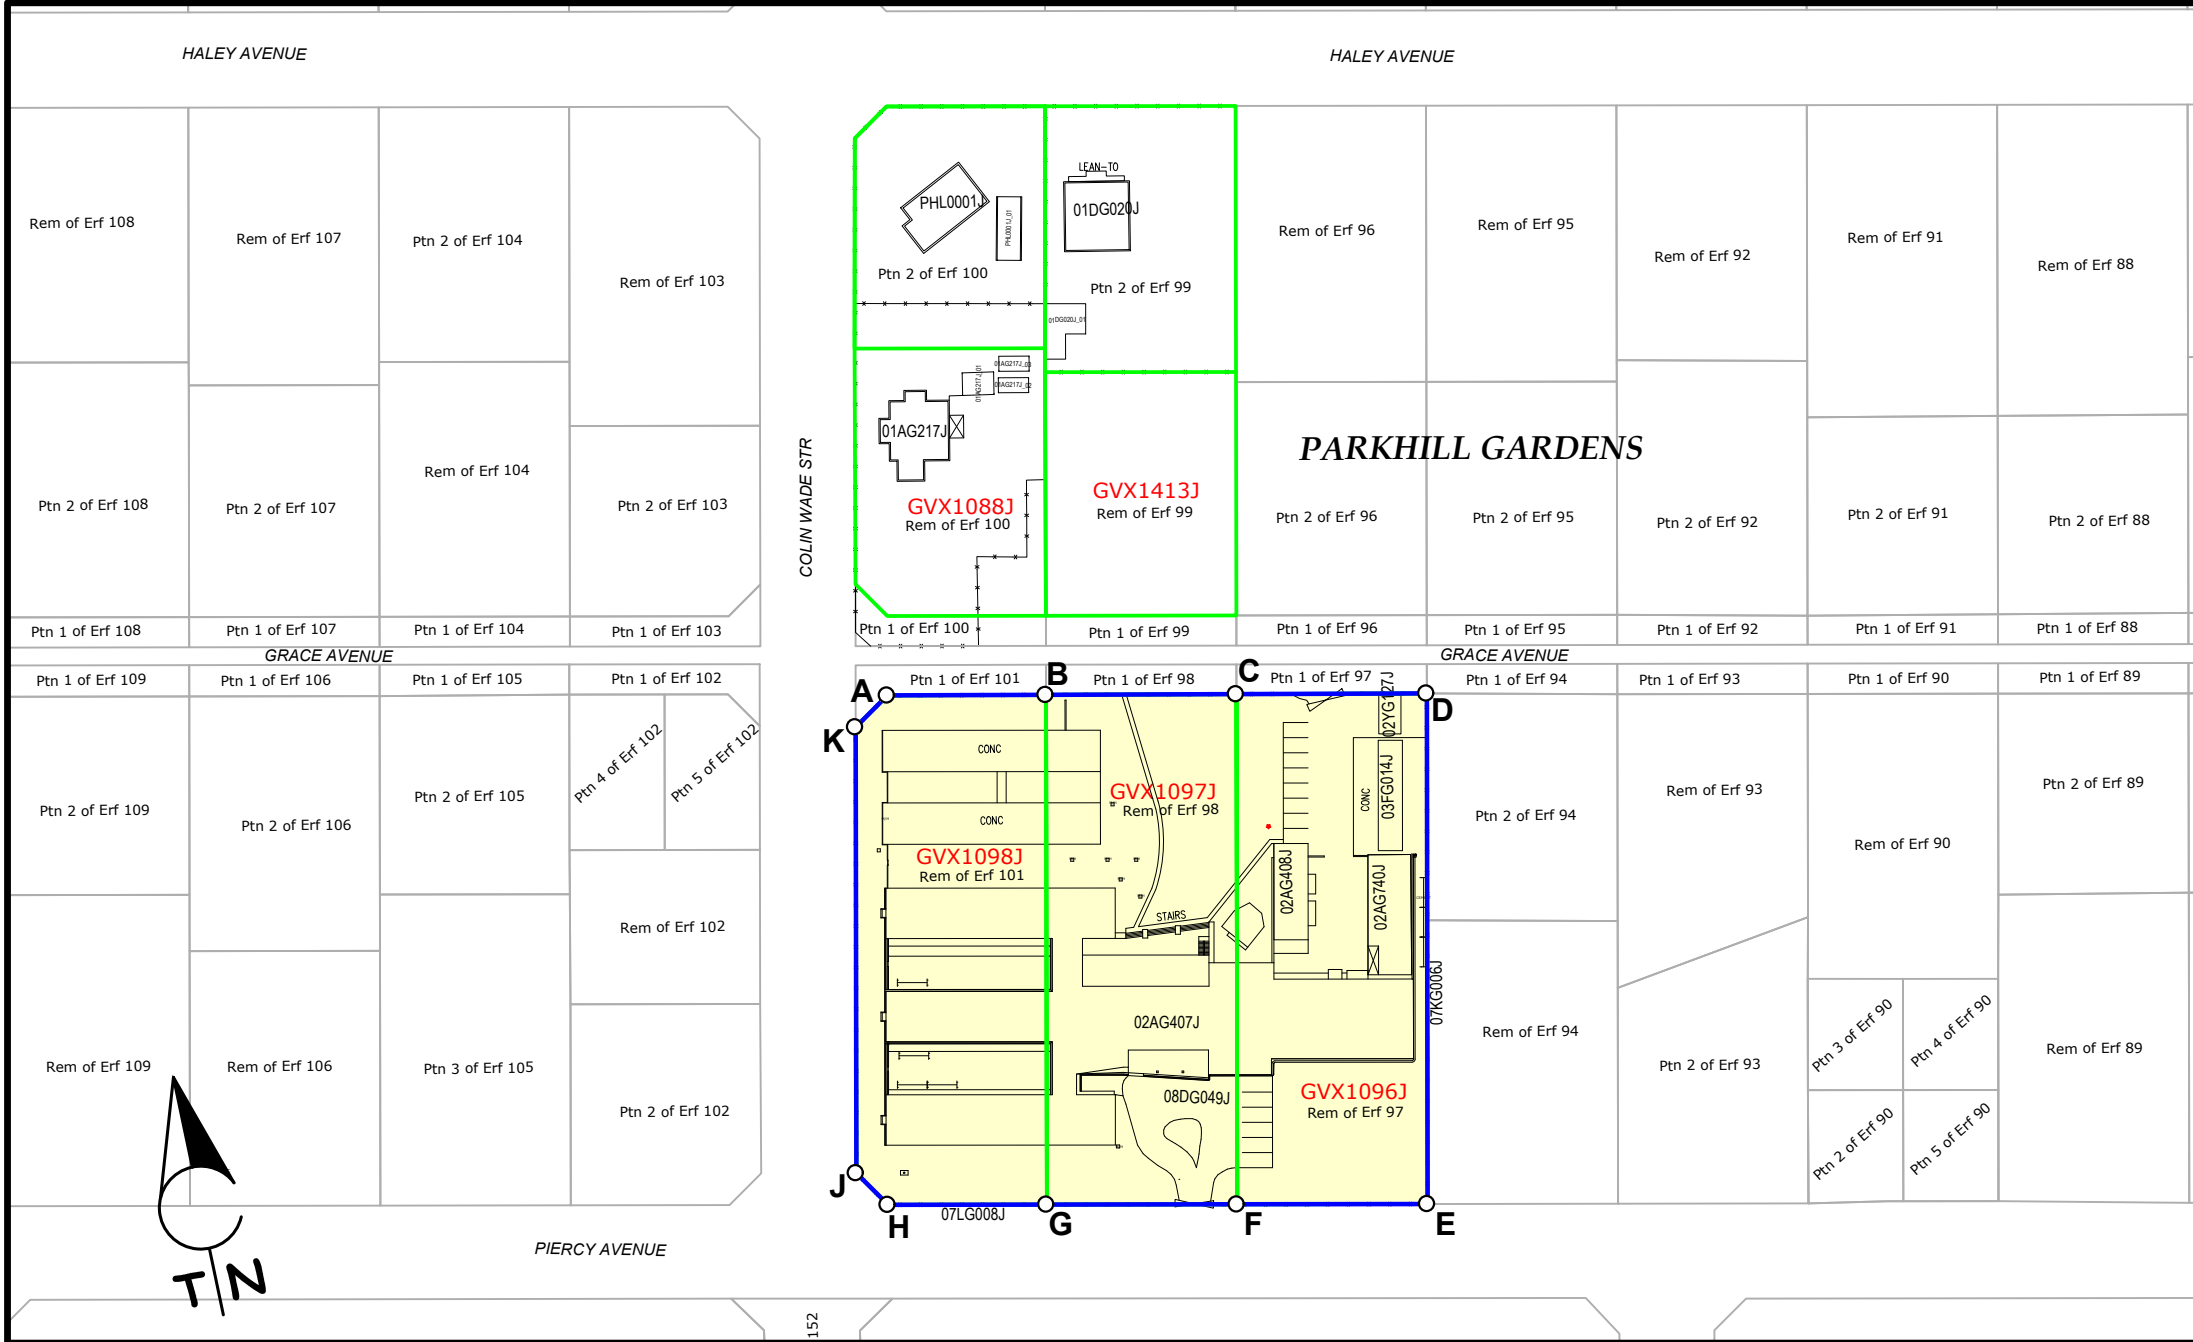 HALEY AVENUE
HALEY AVENUE
LEAN-TO
PHL0001J
PHL0001J_01
01DG020J
Rem of Erf 108
Rem of Erf 107
Ptn 2 of Erf 104
Rem of Erf 103
Ptn 2 of Erf 100
Ptn 2 of Erf 99
Rem of Erf 96
Rem of Erf 95
Rem of Erf 92
Rem of Erf 91
Rem of Erf 88
01DG020J_01
01AG217J_03
01AG217J_01
01AG217J_02
01AG217J
COLIN WADE STR
PARKHILL GARDENS
Ptn 2 of Erf 108
Ptn 2 of Erf 107
Rem of Erf 104
Ptn 2 of Erf 103
GVX1088J
Rem of Erf 100
GVX1413J
Rem of Erf 99
Ptn 2 of Erf 96
Ptn 2 of Erf 95
Ptn 2 of Erf 92
Ptn 2 of Erf 91
Ptn 2 of Erf 88
Ptn 1 of Erf 108
Ptn 1 of Erf 107
Ptn 1 of Erf 104
Ptn 1 of Erf 103
Ptn 1 of Erf 100
Ptn 1 of Erf 99
Ptn 1 of Erf 96
Ptn 1 of Erf 95
Ptn 1 of Erf 92
Ptn 1 of Erf 91
Ptn 1 of Erf 88
GRACE AVENUE
GRACE AVENUE
Ptn 1 of Erf 109
Ptn 1 of Erf 106
Ptn 1 of Erf 105
Ptn 1 of Erf 102
Ptn 1 of Erf 101
Ptn 1 of Erf 98
Ptn 1 of Erf 97
Ptn 1 of Erf 94
Ptn 1 of Erf 93
Ptn 1 of Erf 90
Ptn 1 of Erf 89
A
B
C
D
K
02YG127J
CONC
CONC
CONC
03FG014J
Ptn 4 of Erf 102
Ptn 5 of Erf 102
Ptn 2 of Erf 109
Ptn 2 of Erf 106
Ptn 2 of Erf 105
GVX1097J
Rem of Erf 98
GVX1098J
Rem of Erf 101
Ptn 2 of Erf 94
Rem of Erf 93
Rem of Erf 90
Ptn 2 of Erf 89
02AG408J
02AG740J
STAIRS
Rem of Erf 102
07KG006J
02AG407J
Rem of Erf 94
Rem of Erf 109
Rem of Erf 106
Ptn 3 of Erf 105
Ptn 2 of Erf 102
08DG049J
GVX1096J
Rem of Erf 97
Ptn 2 of Erf 93
Ptn 3 of Erf 90
Ptn 4 of Erf 90
Ptn 2 of Erf 90
Ptn 5 of Erf 90
Rem of Erf 89
J
H
07LG008J
G
F
E
PIERCY AVENUE
T N
152